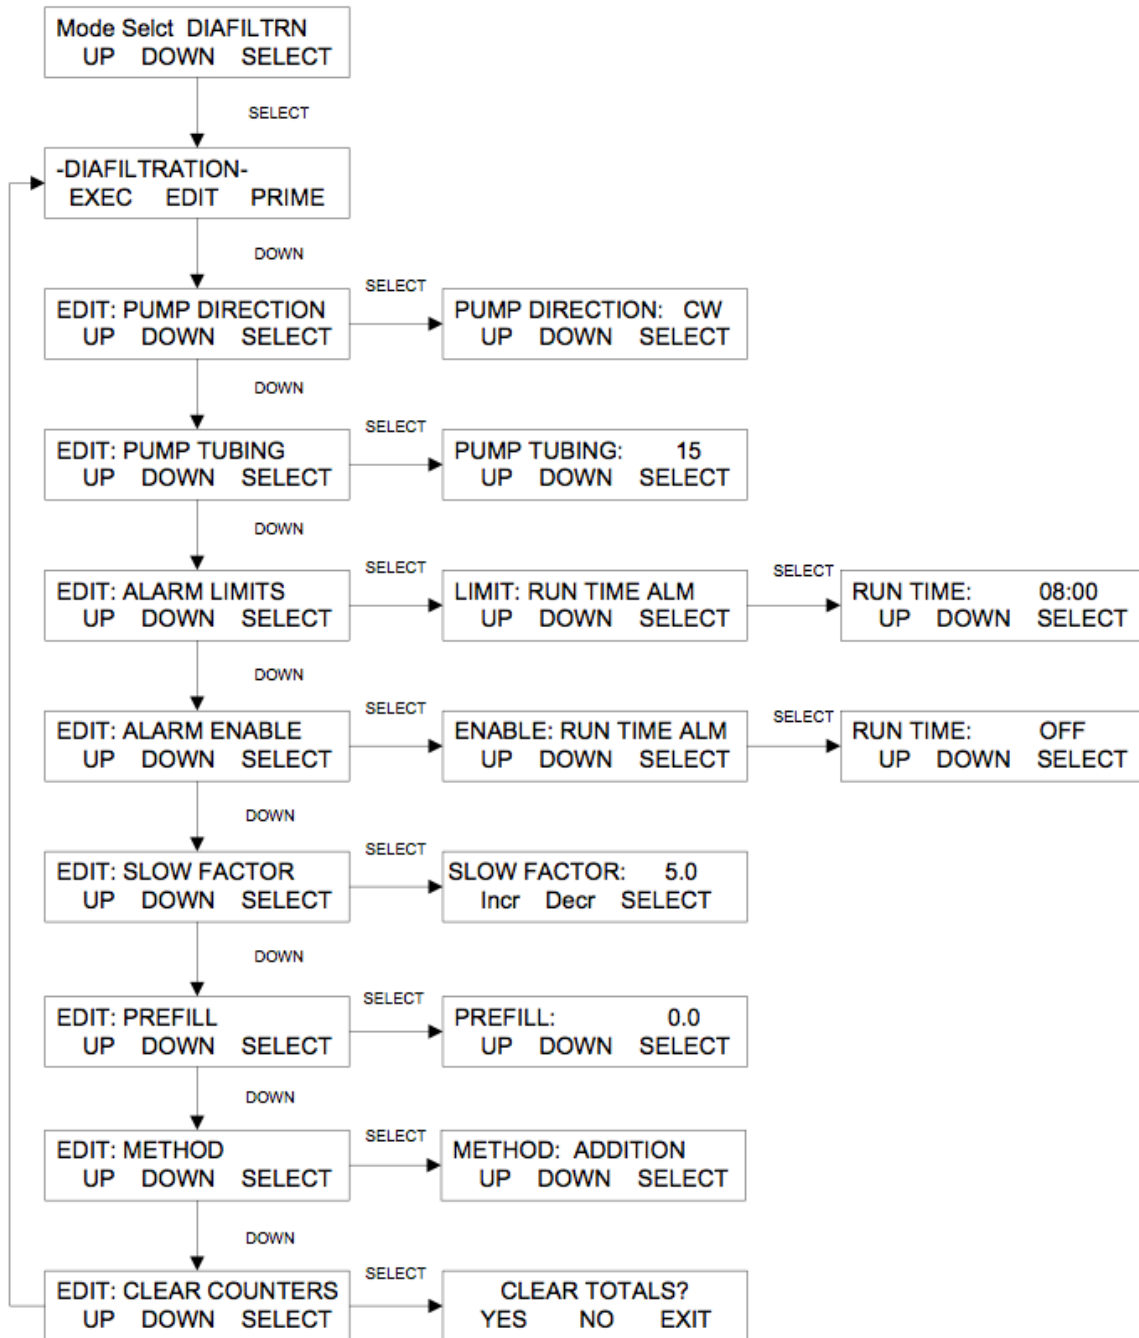 Mode Selct DIAFILTRN
UP DOWN SELECT
SELECT
-DIAFILTRATION-
EXEC EDIT PRIME
DOWN
EDIT: PUMP DIRECTION
UP DOWN SELECT
SELECT
PUMP DIRECTION: CW
UP DOWN SELECT
DOWN
EDIT: PUMP TUBING
UP DOWN SELECT
SELECT
PUMP TUBING: 15
UP DOWN SELECT
DOWN
EDIT: ALARM LIMITS
UP DOWN SELECT
SELECT
LIMIT: RUN TIME ALM
UP DOWN SELECT
SELECT
RUN TIME: 08:00
UP DOWN SELECT
DOWN
EDIT: ALARM ENABLE
UP DOWN SELECT
SELECT
ENABLE: RUN TIME ALM
UP DOWN SELECT
SELECT
RUN TIME: OFF
UP DOWN SELECT
DOWN
EDIT: SLOW FACTOR
UP DOWN SELECT
SELECT
SLOW FACTOR: 5.0
Incr Decr SELECT
DOWN
EDIT: PREFILL
UP DOWN SELECT
SELECT
PREFILL: 0.0
UP DOWN SELECT
DOWN
EDIT: METHOD
UP DOWN SELECT
SELECT
METHOD: ADDITION
UP DOWN SELECT
DOWN
EDIT: CLEAR COUNTERS
UP DOWN SELECT
SELECT
CLEAR TOTALS?
YES NO EXIT